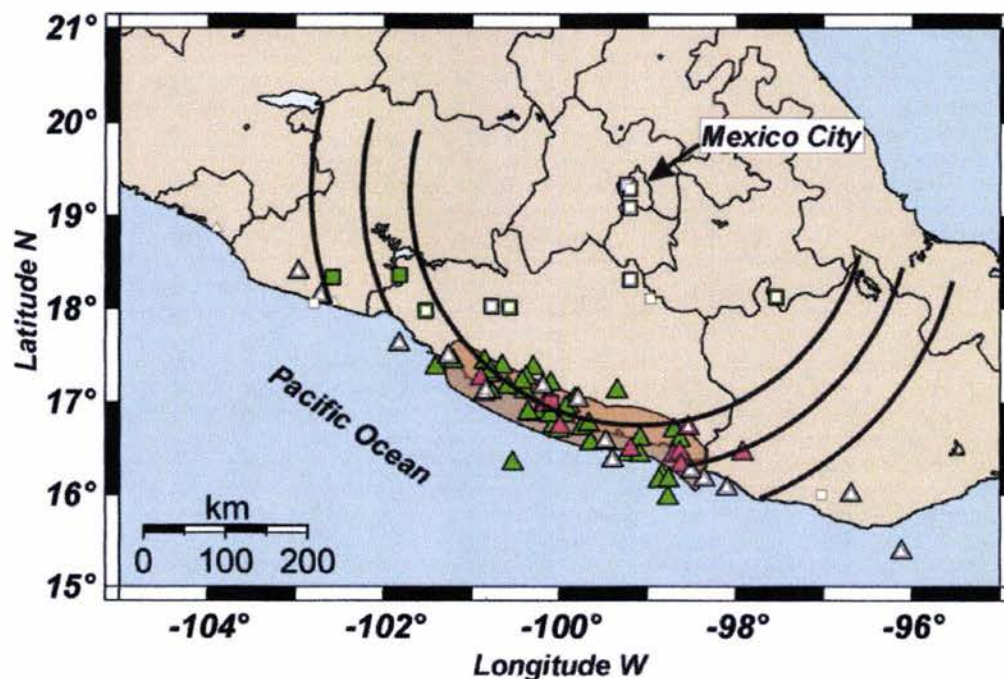 21°
20°
19°
18°
17°
16°
15°
Latitude N
Mexico City
Pacific Ocean
km
0 100 200
-104° -102° -100° -98° -96°
Longitude W